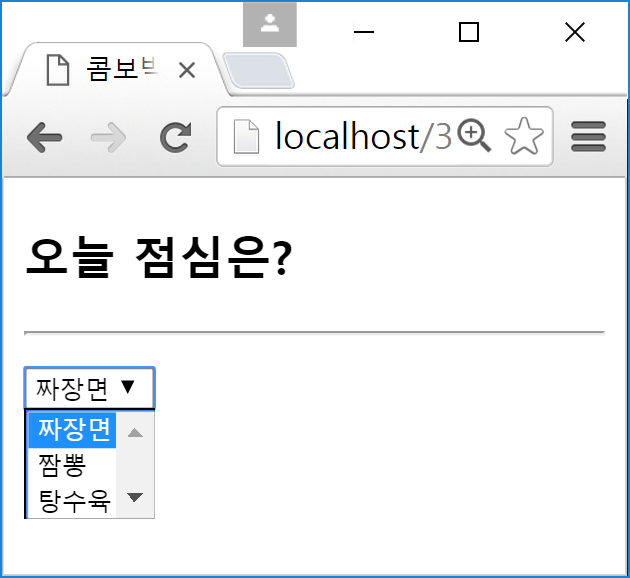 콤보
localhost/3
오늘 점심은?
짜장면 ▼
짜장면
짬뽕
탕수육